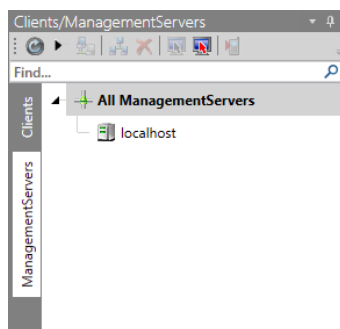 Clients/ManagementServers
Find...
Clients
All ManagementServers
localhost
ManagementServers